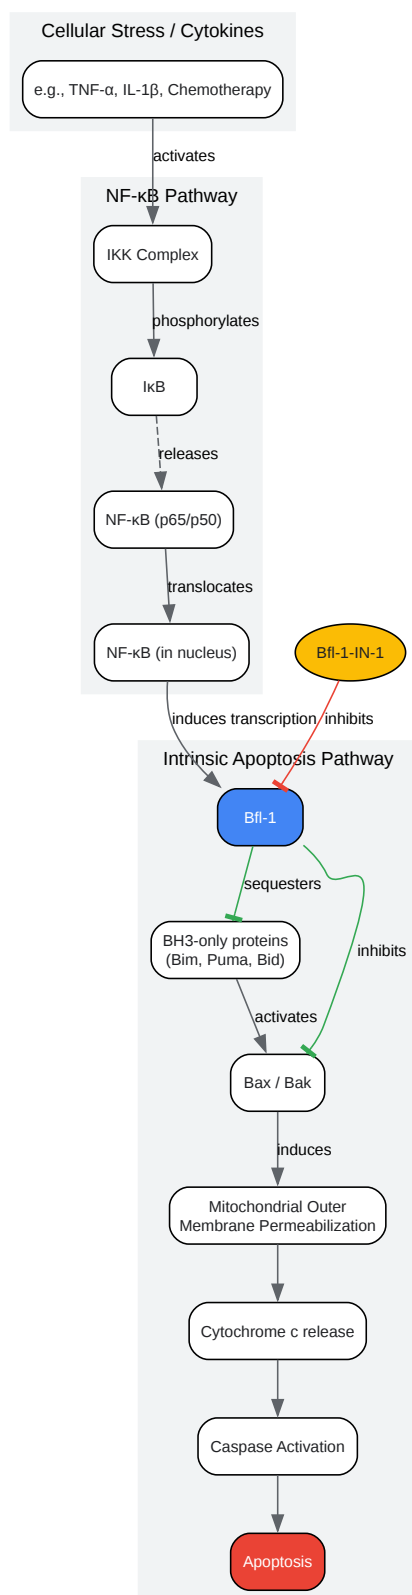 Cellular Stress / Cytokines
e.g., TNF-α, IL-1β, Chemotherapy
activates
NF-κB Pathway
IKK Complex
phosphorylates
IκB
releases
NF-κB (p65/p50)
translocates
NF-κB (in nucleus)
Bfl-1-IN-1
induces transcription
inhibits
Intrinsic Apoptosis Pathway
Bfl-1
sequesters
BH3-only proteins
(Bim, Puma, Bid)
inhibits
activates
Bax / Bak
induces
Mitochondrial Outer
Membrane Permeabilization
Cytochrome c release
Caspase Activation
Apoptosis